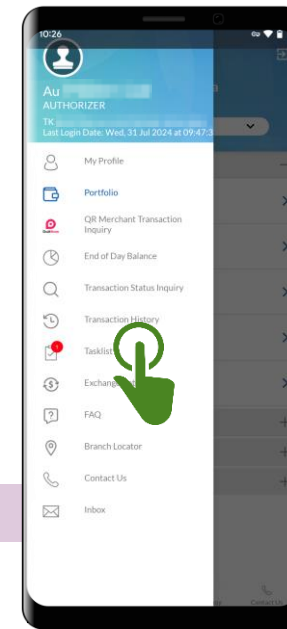 10:26
Au
AUTHORIZER
TK
Last Login Date: Wed, 31 Jul 2024 at 09:47:3
My Profile
Portfolio
QR Merchant Transaction
Inquiry
End of Day Balance
Transaction Status Inquiry
Transaction History
Tasklist
1
Exchange
FAQ
Branch Locator
Contact Us
Inbox
Contact Us